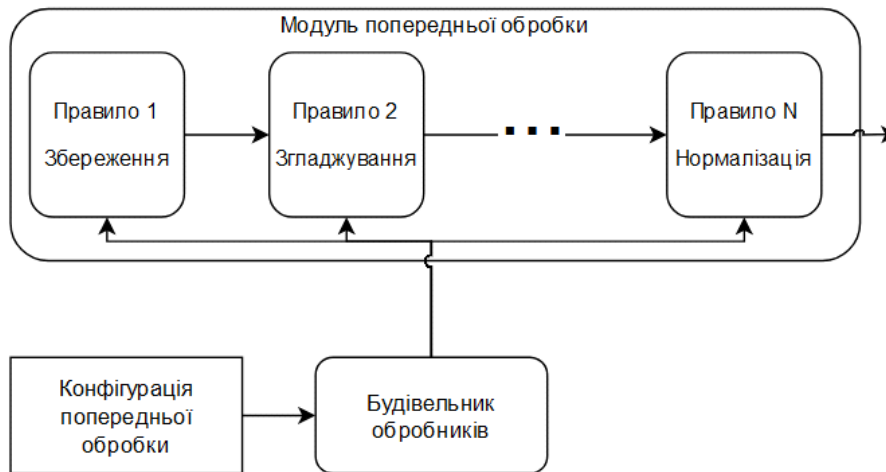 Модуль попередньої обробки
Правило 1
Збереження
Правило 2
Згладжування
...
Правило N
Нормалізація
Конфігурація
попередньої
обробки
Будівельник
обробників